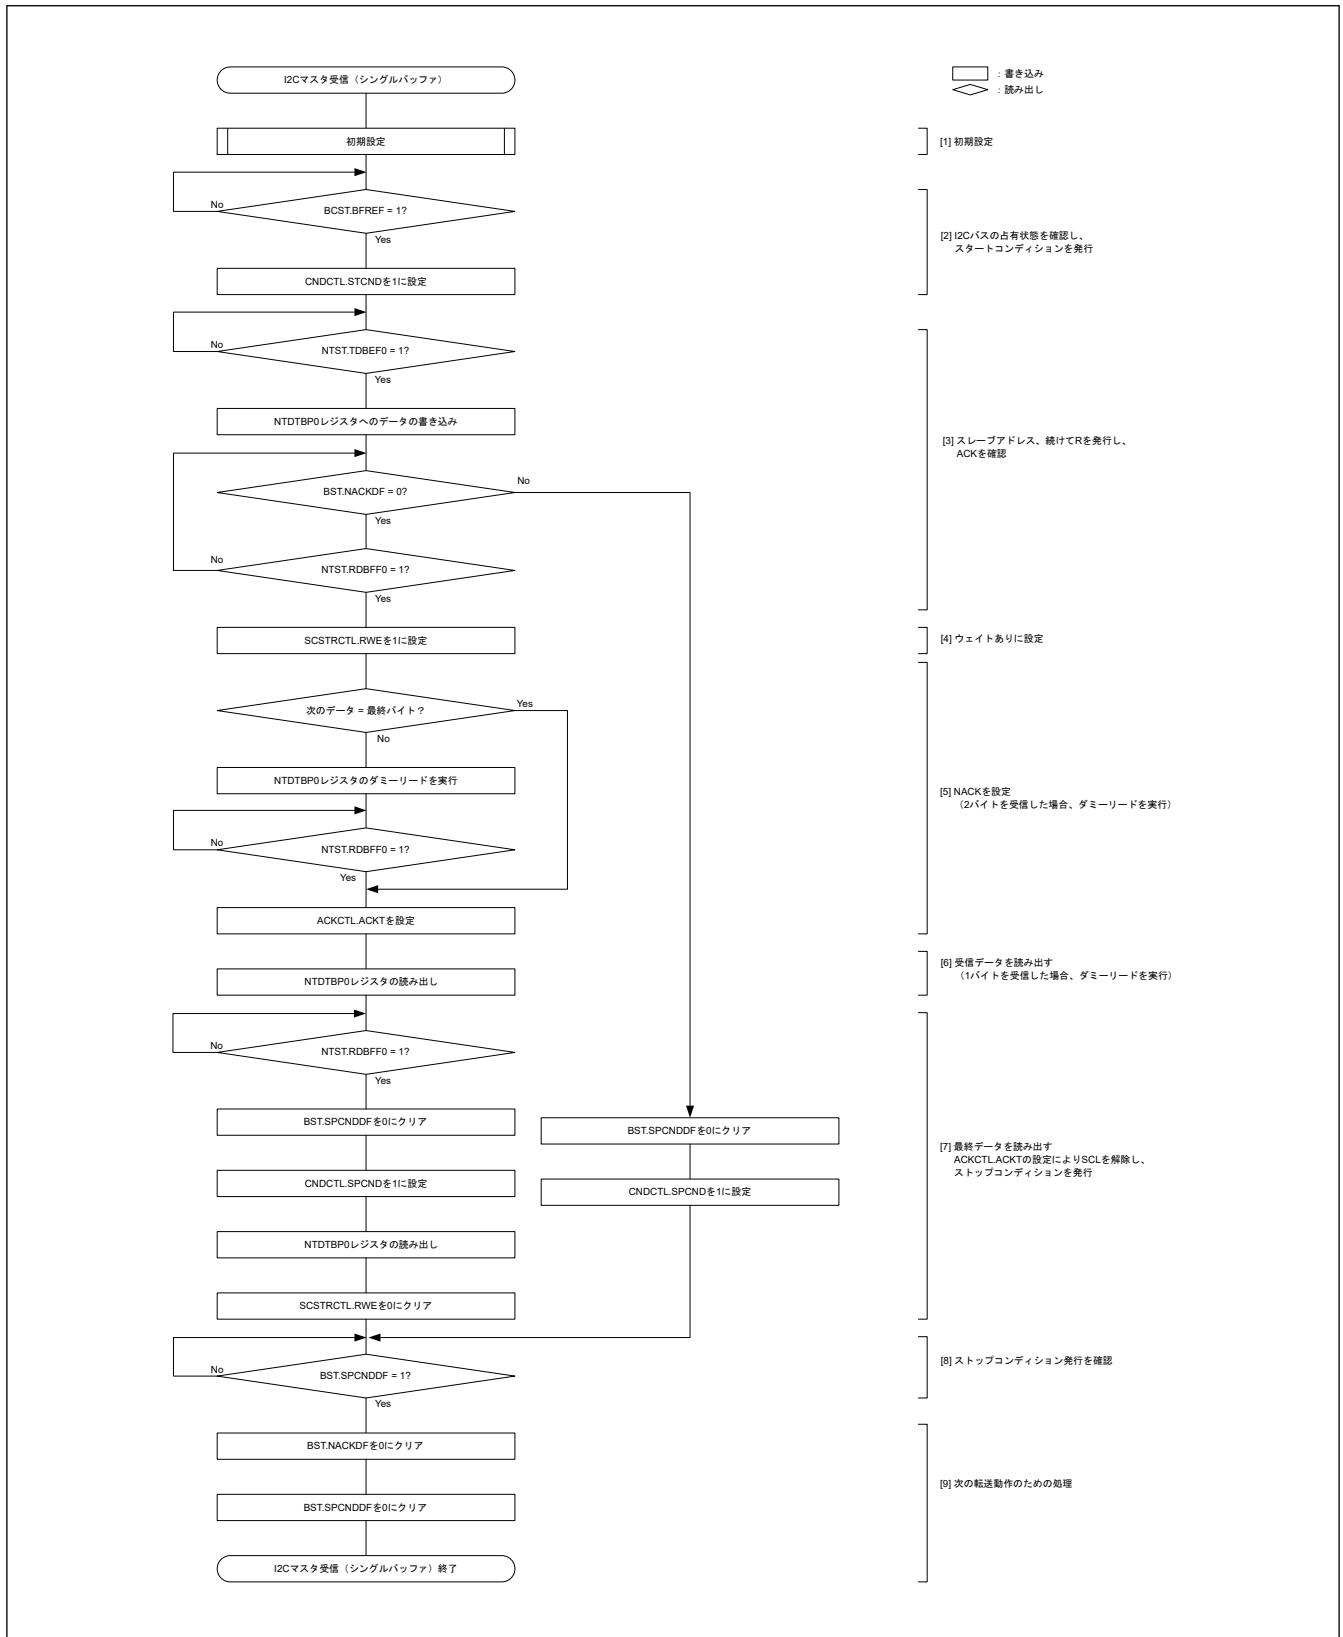 I2Cマスタ受信（シングルバッファ）
：書き込み
：読み出し
初期設定
[1] 初期設定
No
BCST.BFREF = 1?
Yes
[2] I2Cバスの占有状態を確認し、
スタートコンディションを発行
CNDCTL.STCNDを1に設定
No
NTST.TDBEF0 = 1?
Yes
NTDTBP0レジスタへのデータの書き込み
[3] スレーブアドレス、続けてRを発行し、
ACKを確認
BST.NACKDF = 0?
No
Yes
No
NTST.RDBFF0 = 1?
Yes
SCSTRCTL.RWEを1に設定
[4] ウェイトありに設定
次のデータ = 最終バイト？
Yes
No
NTDTBP0レジスタのダミーリードを実行
[5] NACKを設定
（2バイトを受信した場合、ダミーリードを実行）
No
NTST.RDBFF0 = 1?
Yes
ACKCTL.ACKTを設定
[6] 受信データを読み出す
（1バイトを受信した場合、ダミーリードを実行）
NTDTBP0レジスタの読み出し
No
NTST.RDBFF0 = 1?
Yes
BST.SPCNDDFを0にクリア
BST.SPCNDDFを0にクリア
[7] 最終データを読み出す
ACKCTL.ACKTの設定によりSCLを解除し、
ストップコンディションを発行
CNDCTL.SPCNDを1に設定
CNDCTL.SPCNDを1に設定
NTDTBP0レジスタの読み出し
SCSTRCTL.RWEを0にクリア
No
BST.SPCNDDF = 1?
Yes
[8] ストップコンディション発行を確認
BST.NACKDFを0にクリア
[9] 次の転送動作のための処理
BST.SPCNDDFを0にクリア
I2Cマスタ受信（シングルバッファ）終了